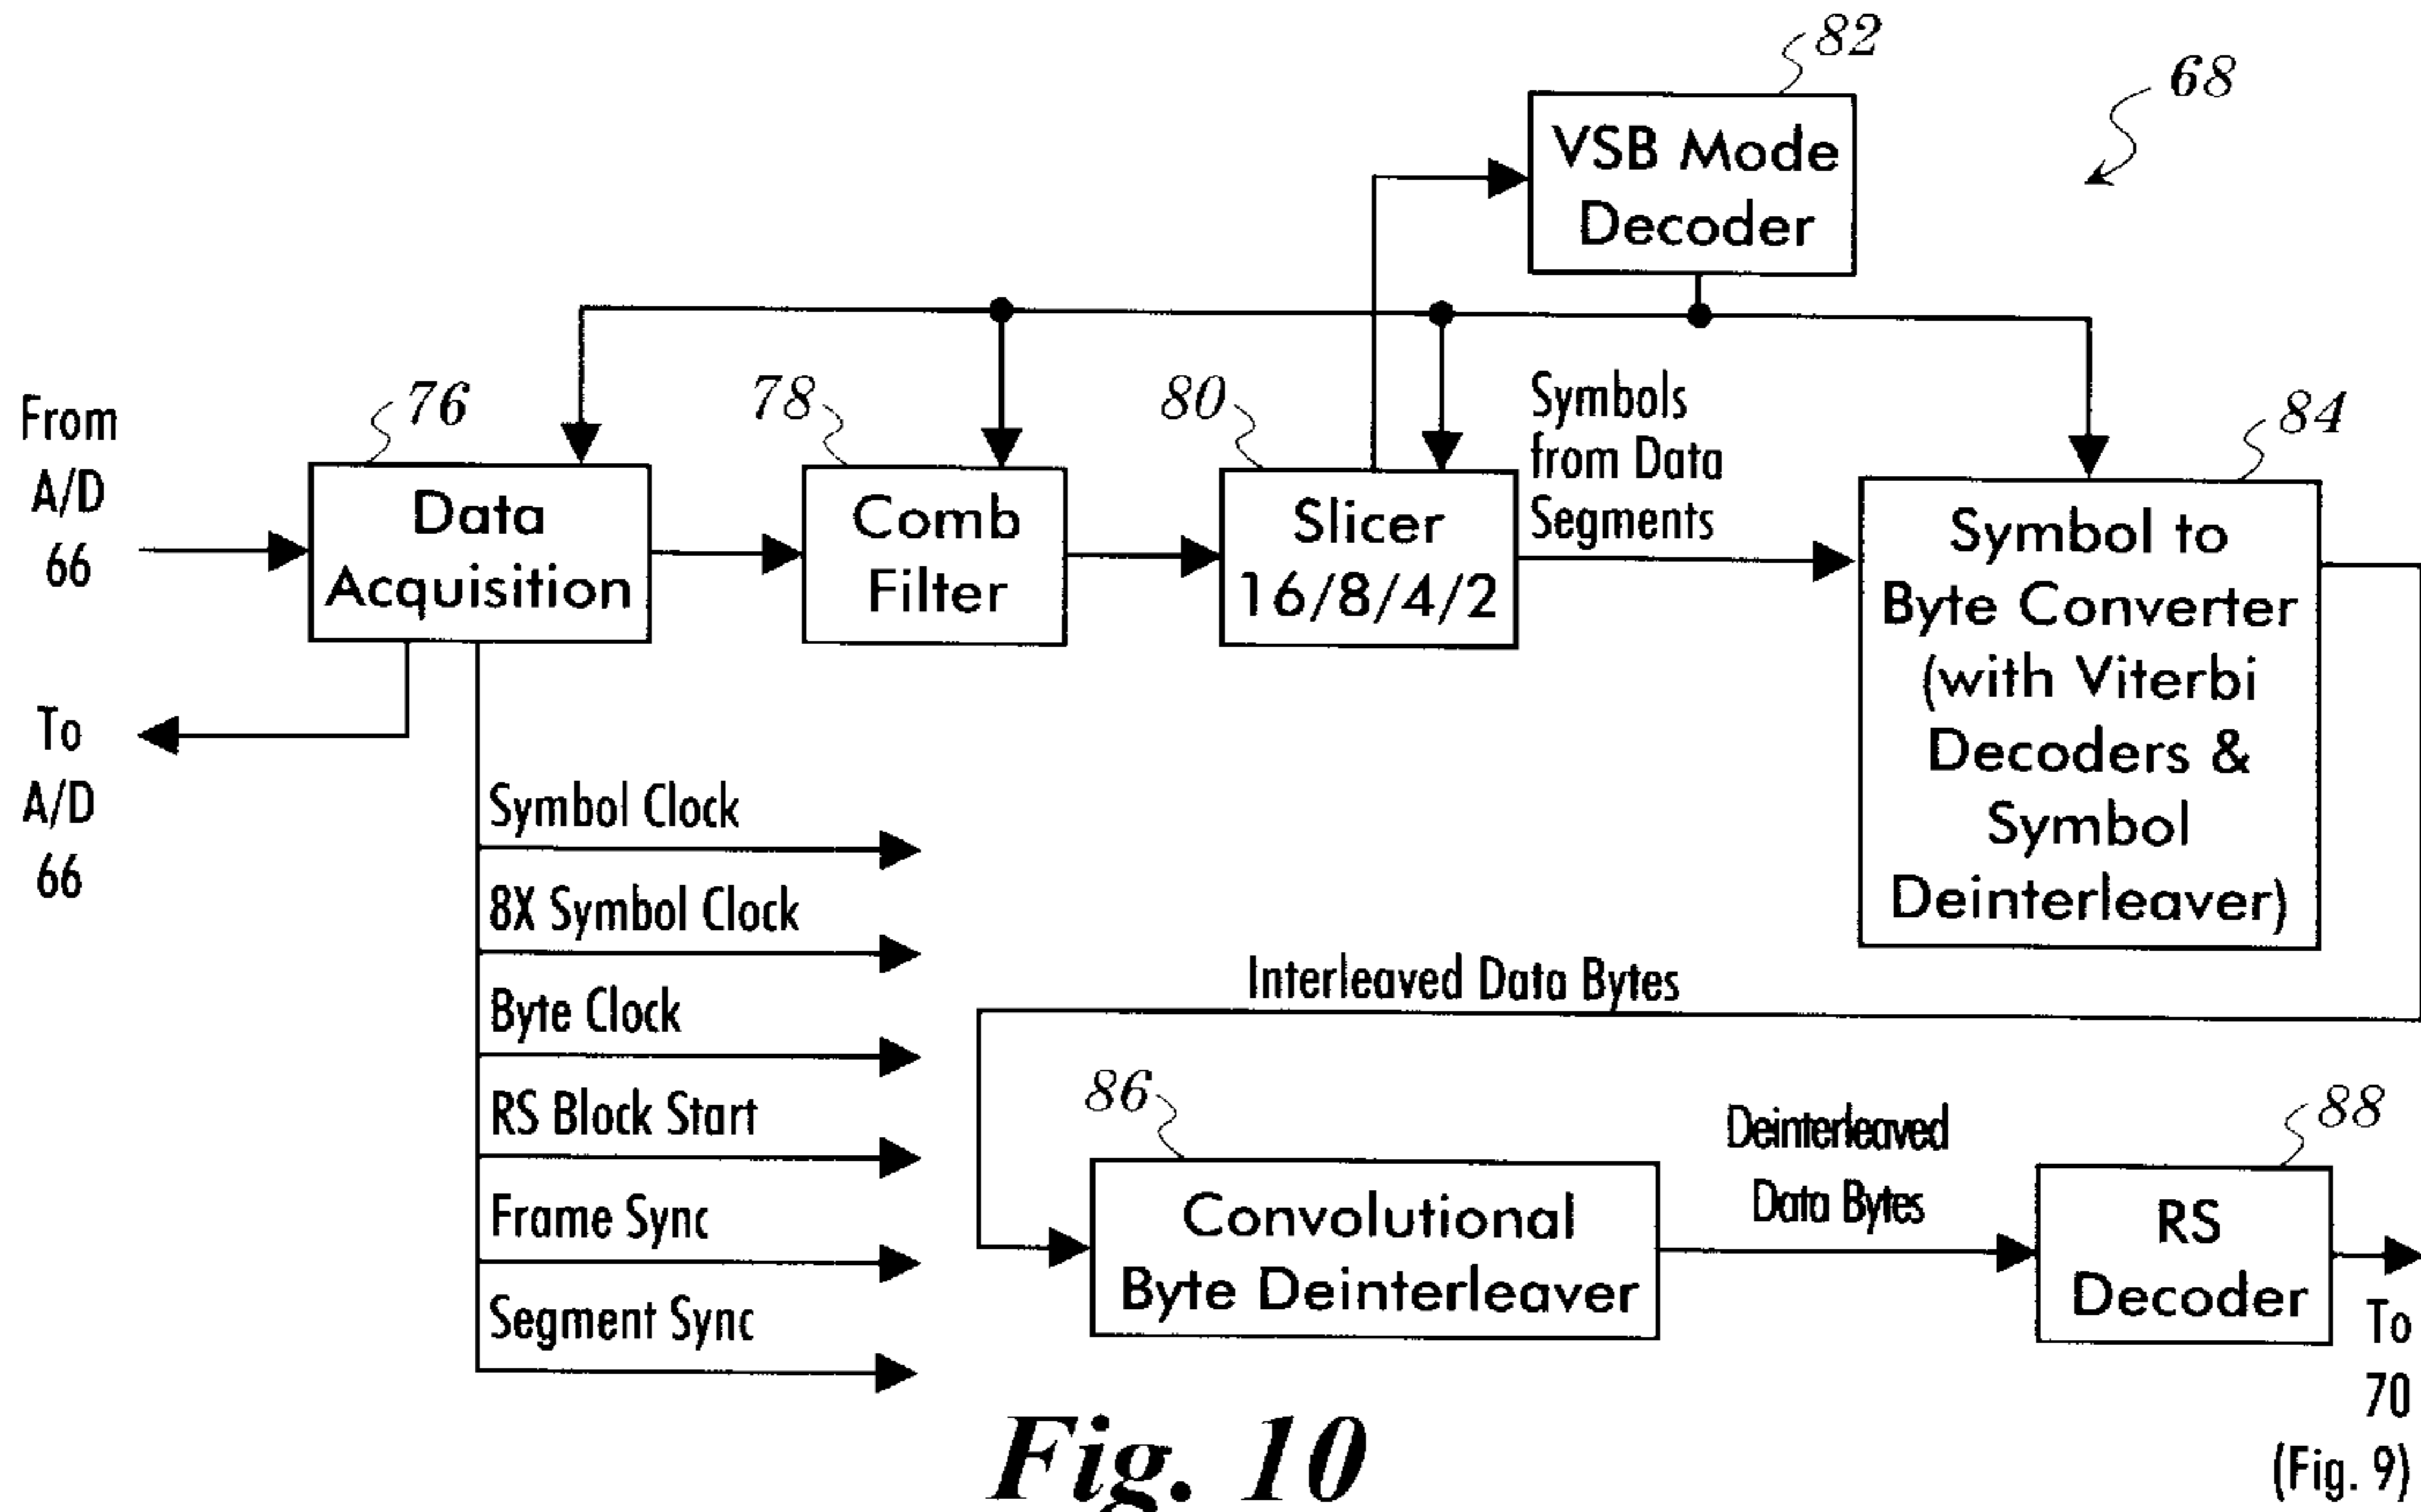 82
68
VSB Mode
Decoder
76
78
80
84
From
A/D
66
Data
Acquisition
Comb
Filter
Slicer
16/8/4/2
Symbols
from Data
Segments
Symbol to
Byte Converter
(with Viterbi
Decoders &
Symbol
Deinterleaver)
To
A/D
66
Symbol Clock
8X Symbol Clock
Byte Clock
RS Block Start
Frame Sync
Segment Sync
Interleaved Data Bytes
86
Convolutional
Byte Deinterleaver
Deinterleaved
Data Bytes
88
RS
Decoder
To
70
(Fig. 9)
Fig. 10